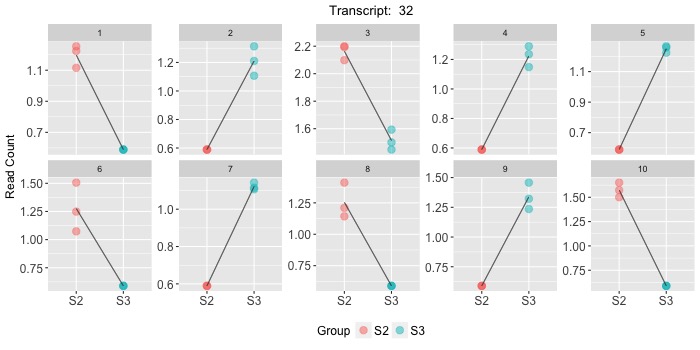 Transcript: 32
Read Count
1 2 3 4 5
1.1 1.2 2.2 1.2 1.1
0.9 1.0 2.0 1.0 0.9
0.7 0.8 1.8 0.8 0.7
0.6 1.6 0.6
6 7 8 9 10
1.50 1.0 1.25 1.50 1.50
1.25 0.8 1.00 1.25 1.25
1.00 0.6 0.75 1.00 1.00
0.75 0.75 0.75
S2 S3 S2 S3 S2 S3 S2 S3 S2 S3
Group S2 S3